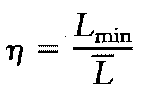 η = L_min / L̅